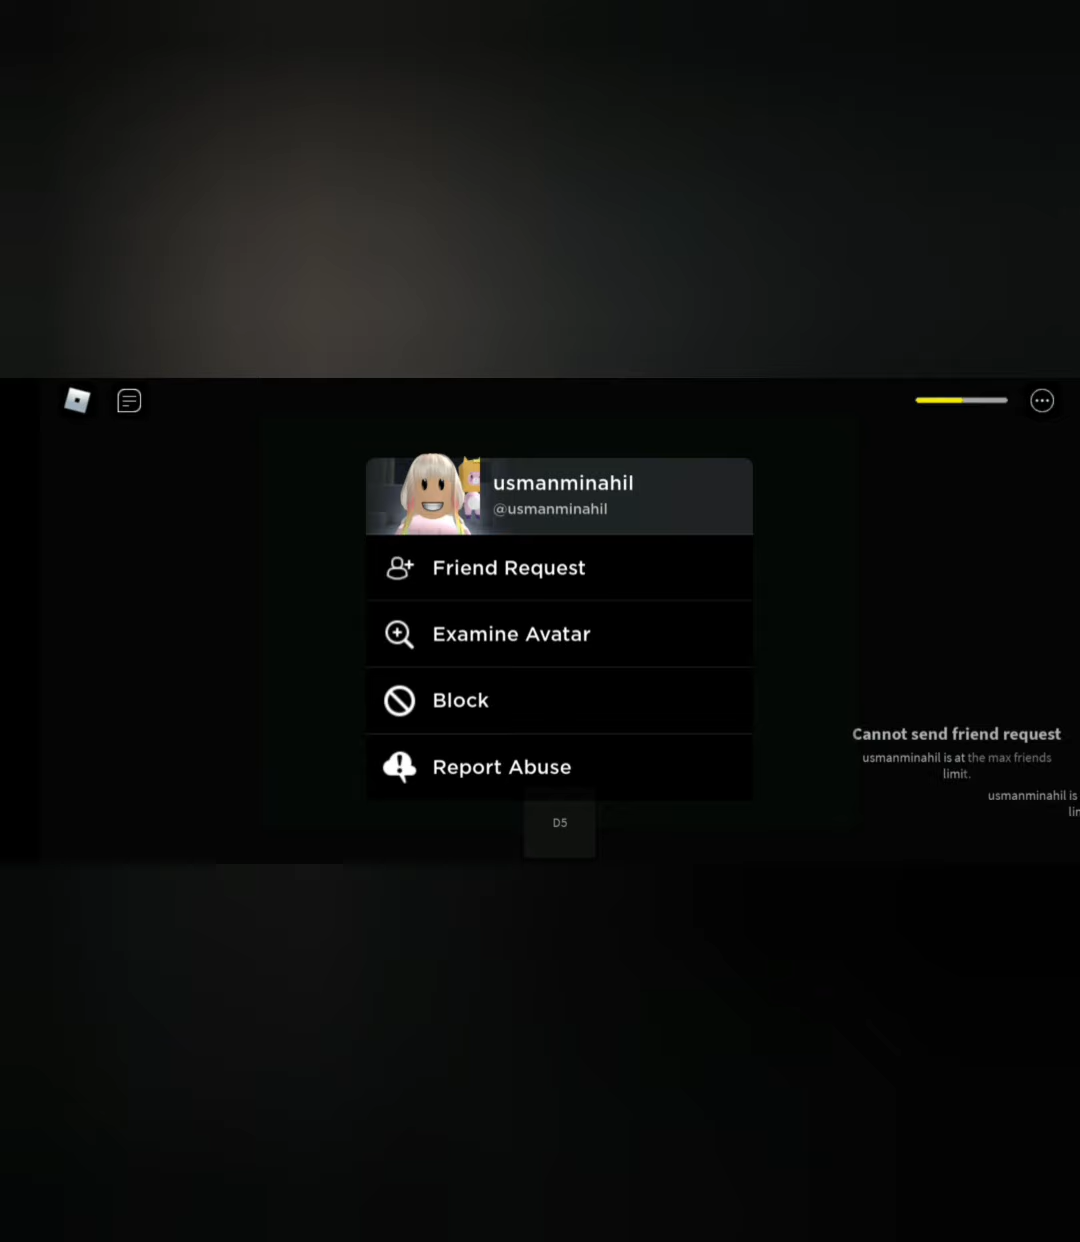 usmanminahil
@usmanminahil
Friend Request
Examine Avatar
Block
Report Abuse
Cannot send friend request
usmanminahil is at the max friends
limit.
usmanminahil is
D5